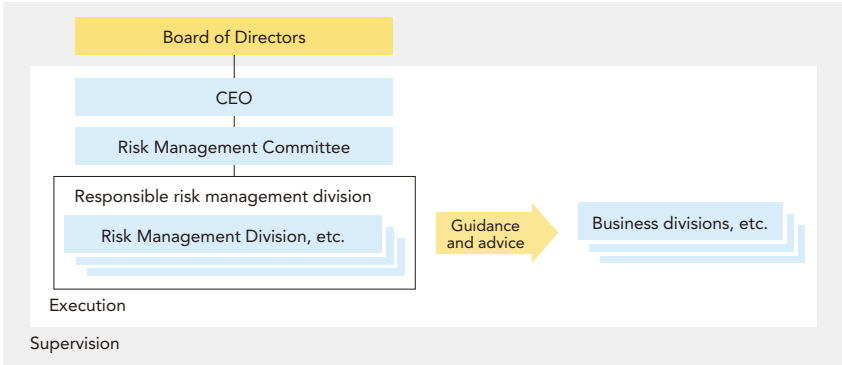 Board of Directors
CEO
Risk Management Committee
Responsible risk management division
Risk Management Division, etc.
Guidance
and advice
Business divisions, etc.
Execution
Supervision